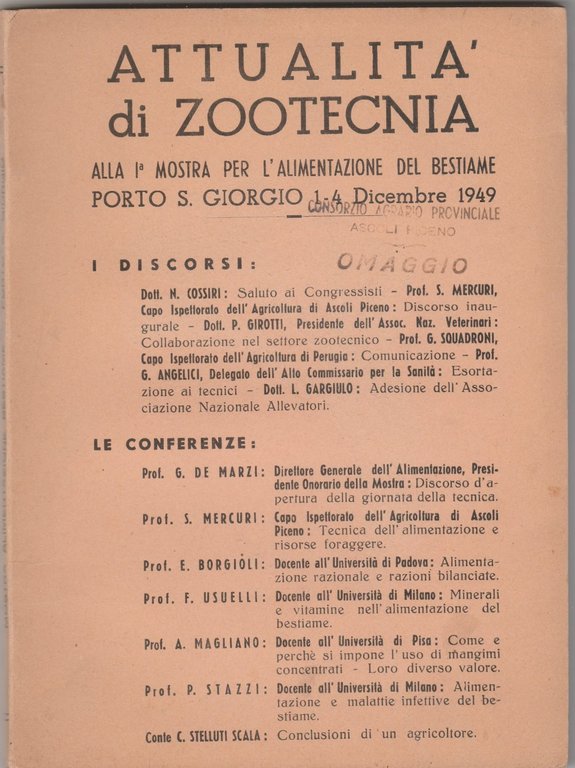 ATTUALITA'
di ZOOTECNIA
ALLA Iª MOSTRA PER L'ALIMENTAZIONE DEL BESTIAME
PORTO S. GIORGIO 1-4 Dicembre 1949
CONSORZIO AGRARIO PROVINCIALE
ASCOLI PICENO
OMAGGIO
I DISCORSI:
Dott. N. COSSIRI: Saluto ai Congressisti - Prof. S. MERCURI,
Capo Ispettorato dell'Agricoltura di Ascoli Piceno: Discorso inau-
gurale - Dott. P. GIROTTI, Presidente dell'Assoc. Naz. Veterinari:
Collaborazione nel settore zootecnico - Prof. G. SQUADRONI,
Capo Ispettorato dell'Agricoltura di Perugia: Comunicazione - Prof.
G. ANGELICI, Delegato dell'Alto Commissario per la Sanità: Esorta-
zione ai tecnici - Dott. L. GARGIULO: Adesione dell'Asso-
ciazione Nazionale Allevatori.
LE CONFERENZE:
Prof. G. DE MARZI: Direttore Generale dell'Alimentazione, Presi-
dente Onorario della Mostra: Discorso d'a-
pertura della giornata della tecnica.
Prof. S. MERCURI: Capo Ispettorato dell'Agricoltura di Ascoli
Piceno: Tecnica dell'alimentazione e
risorse foraggere.
Prof. E. BORGIÒLI: Docente all'Università di Padova: Alimenta-
zione razionale e razioni bilanciate.
Prof. F. USUELLI: Docente all'Università di Milano: Minerali
e vitamine nell'alimentazione del
bestiame.
Prof. A. MAGLIANO: Docente all'Università di Pisa: Come e
perchè si impone l'uso di mangimi
concentrati - Loro diverso valore.
Prof. P. STAZZI: Docente all'Università di Milano: Alimen-
tazione e malattie infettive del be-
stiame.
Conte C. STELLUTI SCALA: Conclusioni di un agricoltore.